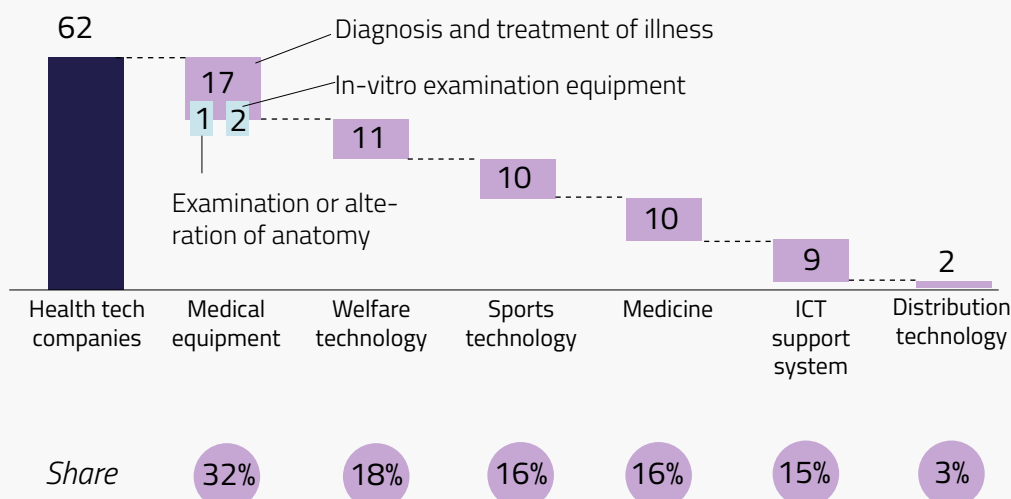 62
Diagnosis and treatment of illness
17
In-vitro examination equipment
1
2
11
Examination or alte-
ration of anatomy
10
10
9
2
Health tech
companies
Medical
equipment
Welfare
technology
Sports
technology
Medicine
ICT
support
system
Distribution
technology
Share
32%
18%
16%
16%
15%
3%